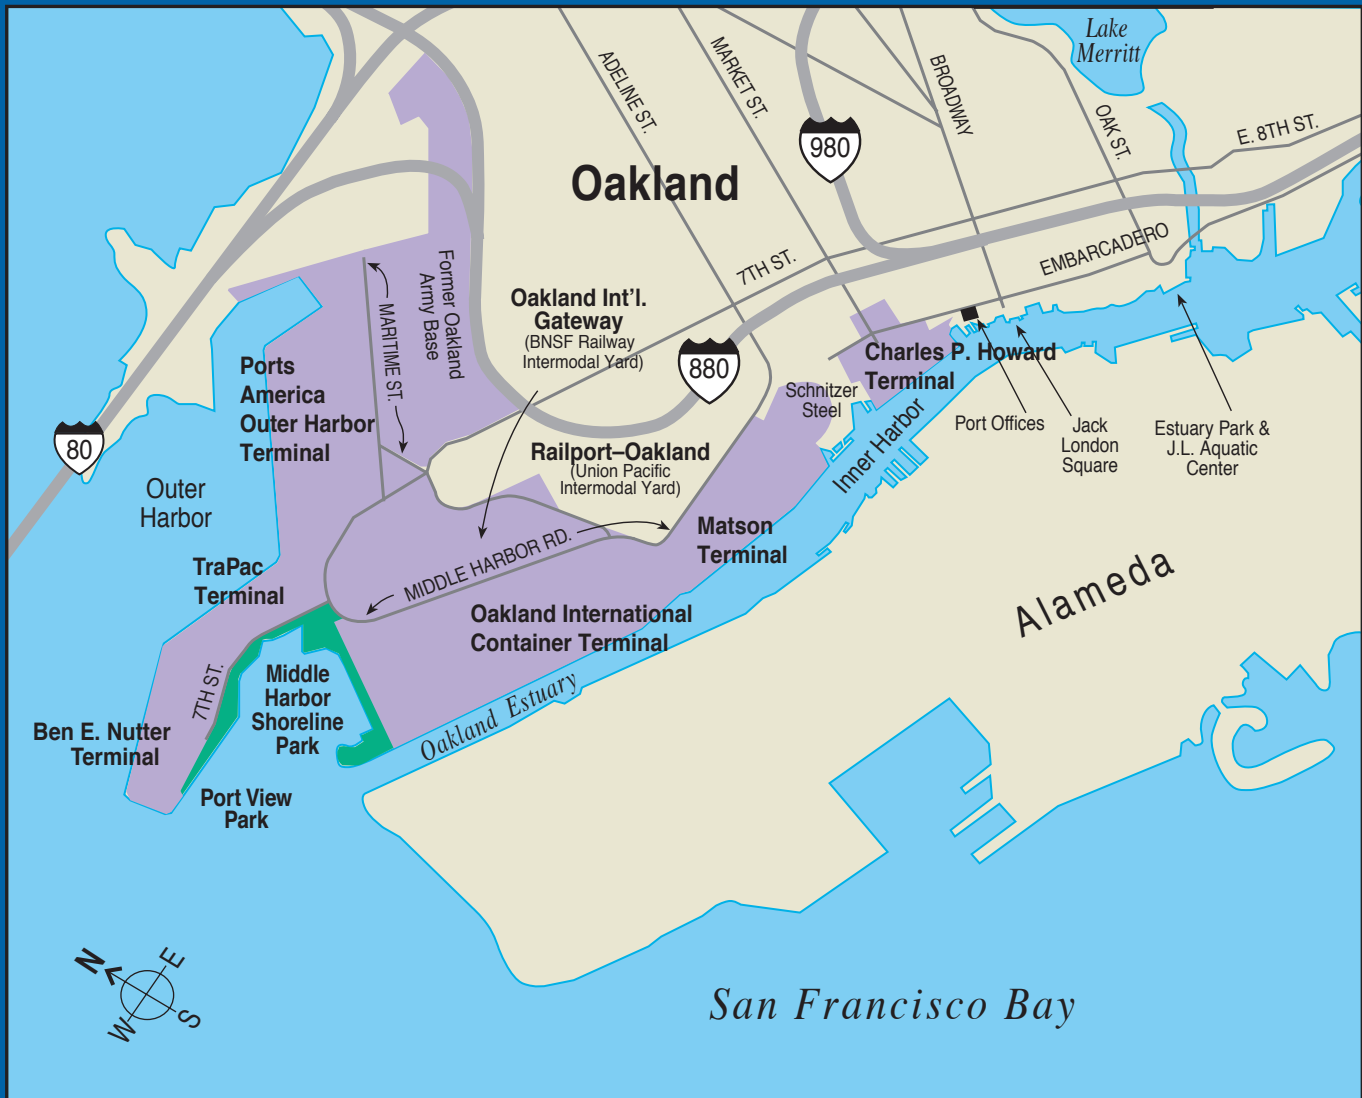 Lake
Merritt
ADELINE ST.
MARKET ST.
BROADWAY
OAK ST.
E. 8TH ST.
980
Oakland
EMBARCADERO
7TH ST.
Former Oakland
Army Base
MARITIME ST.
Oakland Int'l.
Gateway
(BNSF Railway
Intermodal Yard)
880
Charles P. Howard
Terminal
Ports
America
Outer Harbor
Terminal
Schnitzer
Steel
Port Offices
Jack
London
Square
Estuary Park &
J.L. Aquatic
Center
80
Outer
Harbor
Railport–Oakland
(Union Pacific
Intermodal Yard)
Inner Harbor
Matson
Terminal
MIDDLE HARBOR RD.
TraPac
Terminal
Oakland International
Container Terminal
Alameda
7TH ST.
Middle
Harbor
Shoreline
Park
Oakland Estuary
Ben E. Nutter
Terminal
Port View
Park
N
E
W
S
San Francisco Bay